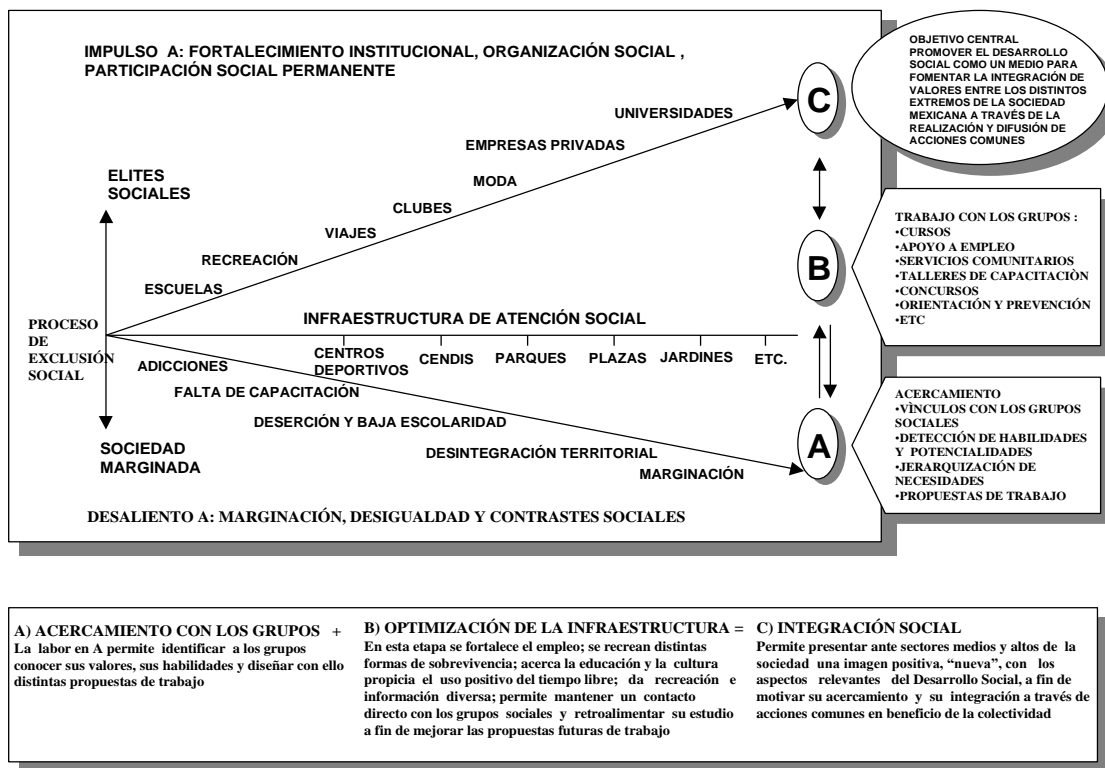 IMPULSO A: FORTALECIMIENTO INSTITUCIONAL, ORGANIZACIÓN SOCIAL ,
PARTICIPACIÓN SOCIAL PERMANENTE
OBJETIVO CENTRAL
PROMOVER EL DESARROLLO
SOCIAL COMO UN MEDIO PARA
FOMENTAR LA INTEGRACIÓN DE
VALORES ENTRE LOS DISTINTOS
EXTREMOS DE LA SOCIEDAD
MEXICANA A TRAVÉS DE LA
REALIZACIÓN Y DIFUSIÓN DE
ACCIONES COMUNES
C
UNIVERSIDADES
EMPRESAS PRIVADAS
MODA
CLUBES
VIAJES
RECREACIÓN
ESCUELAS
ELITES
SOCIALES
B
TRABAJO CON LOS GRUPOS :
•CURSOS
•APOYO A EMPLEO
•SERVICIOS COMUNITARIOS
•TALLERES DE CAPACITACIÒN
•CONCURSOS
•ORIENTACIÓN Y PREVENCIÓN
•ETC
INFRAESTRUCTURA DE ATENCIÓN SOCIAL
PROCESO
DE
EXCLUSIÓN
SOCIAL
CENTROS
DEPORTIVOS
CENDIS
PARQUES
PLAZAS
JARDINES
ETC.
ADICCIONES
FALTA DE CAPACITACIÓN
DESERCIÓN Y BAJA ESCOLARIDAD
DESINTEGRACIÓN TERRITORIAL
MARGINACIÓN
SOCIEDAD
MARGINADA
A
ACERCAMIENTO
•VÌNCULOS CON LOS GRUPOS
SOCIALES
•DETECCIÓN DE HABILIDADES
Y POTENCIALIDADES
•JERARQUIZACIÓN DE
NECESIDADES
•PROPUESTAS DE TRABAJO
DESALIENTO A: MARGINACIÓN, DESIGUALDAD Y CONTRASTES SOCIALES
A) ACERCAMIENTO CON LOS GRUPOS +
La labor en A permite identificar a los grupos
conocer sus valores, sus habilidades y diseñar con ello
distintas propuestas de trabajo
B) OPTIMIZACIÓN DE LA INFRAESTRUCTURA =
En esta etapa se fortalece el empleo; se recrean distintas
formas de sobrevivencia; acerca la educación y la cultura
propicia el uso positivo del tiempo libre; da recreación e
información diversa; permite mantener un contacto
directo con los grupos sociales y retroalimentar su estudio
a fin de mejorar las propuestas futuras de trabajo
C) INTEGRACIÓN SOCIAL
Permite presentar ante sectores medios y altos de la
sociedad una imagen positiva, “nueva”, con los
aspectos relevantes del Desarrollo Social, a fin de
motivar su acercamiento y su integración a través de
acciones comunes en beneficio de la colectividad